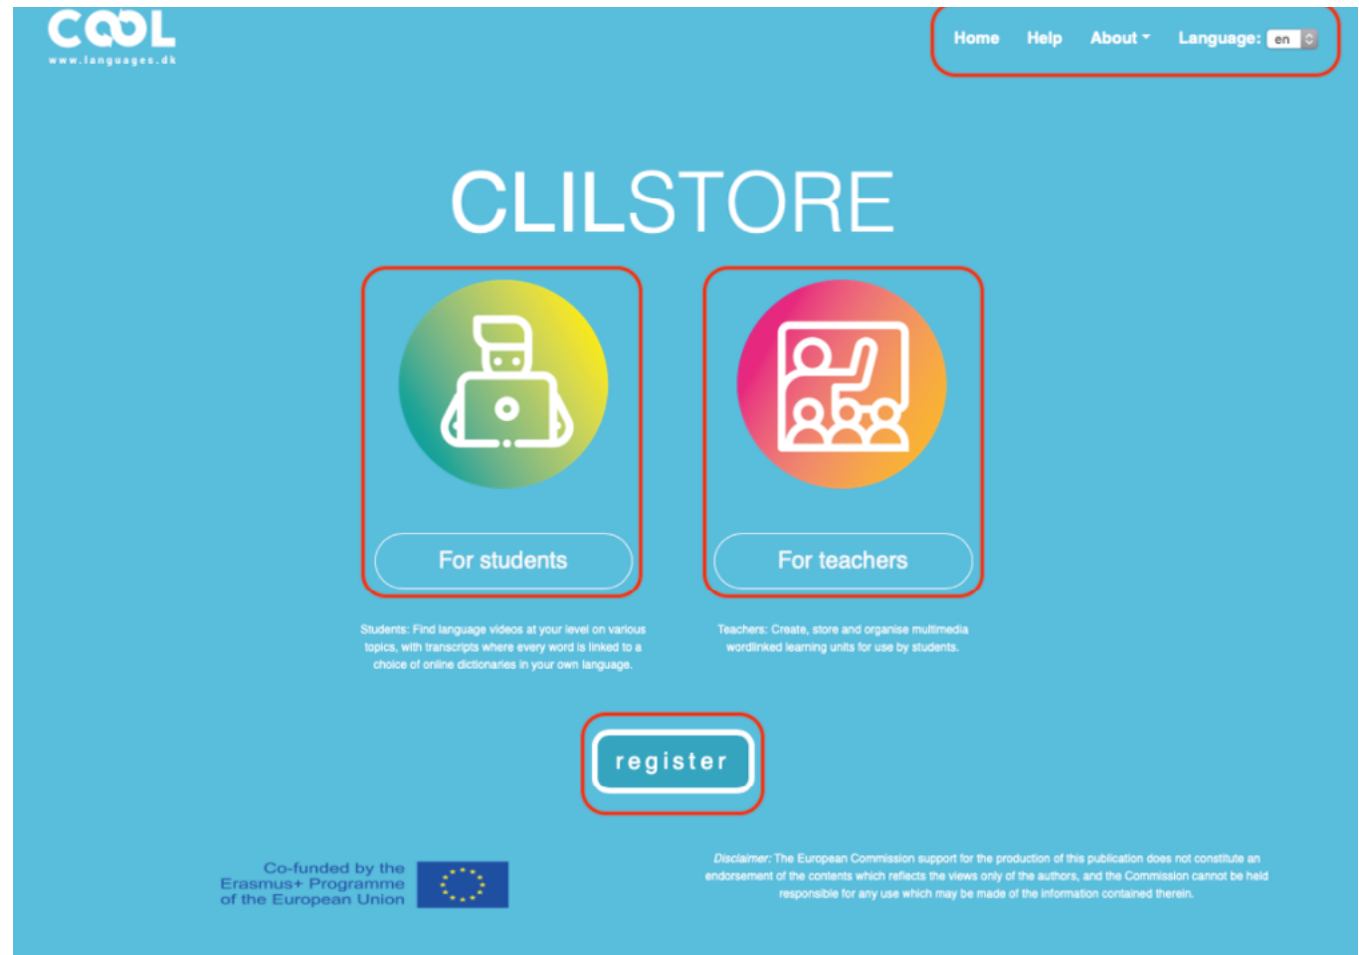 COOL
www.languages.dk
Home Help About Language: en
CLILSTORE
For students
For teachers
Students: Find language videos at your level on various
topics, with transcripts where every word is linked to a
choice of online dictionaries in your own language.
Teachers: Create, store and organise multimedia
wordlinked learning units for use by students.
register
Co-funded by the
Erasmus+ Programme
of the European Union
Disclaimer: The European Commission support for the production of this publication does not constitute an
endorsement of the contents which reflects the views only of the authors, and the Commission cannot be held
responsible for any use which may be made of the information contained therein.